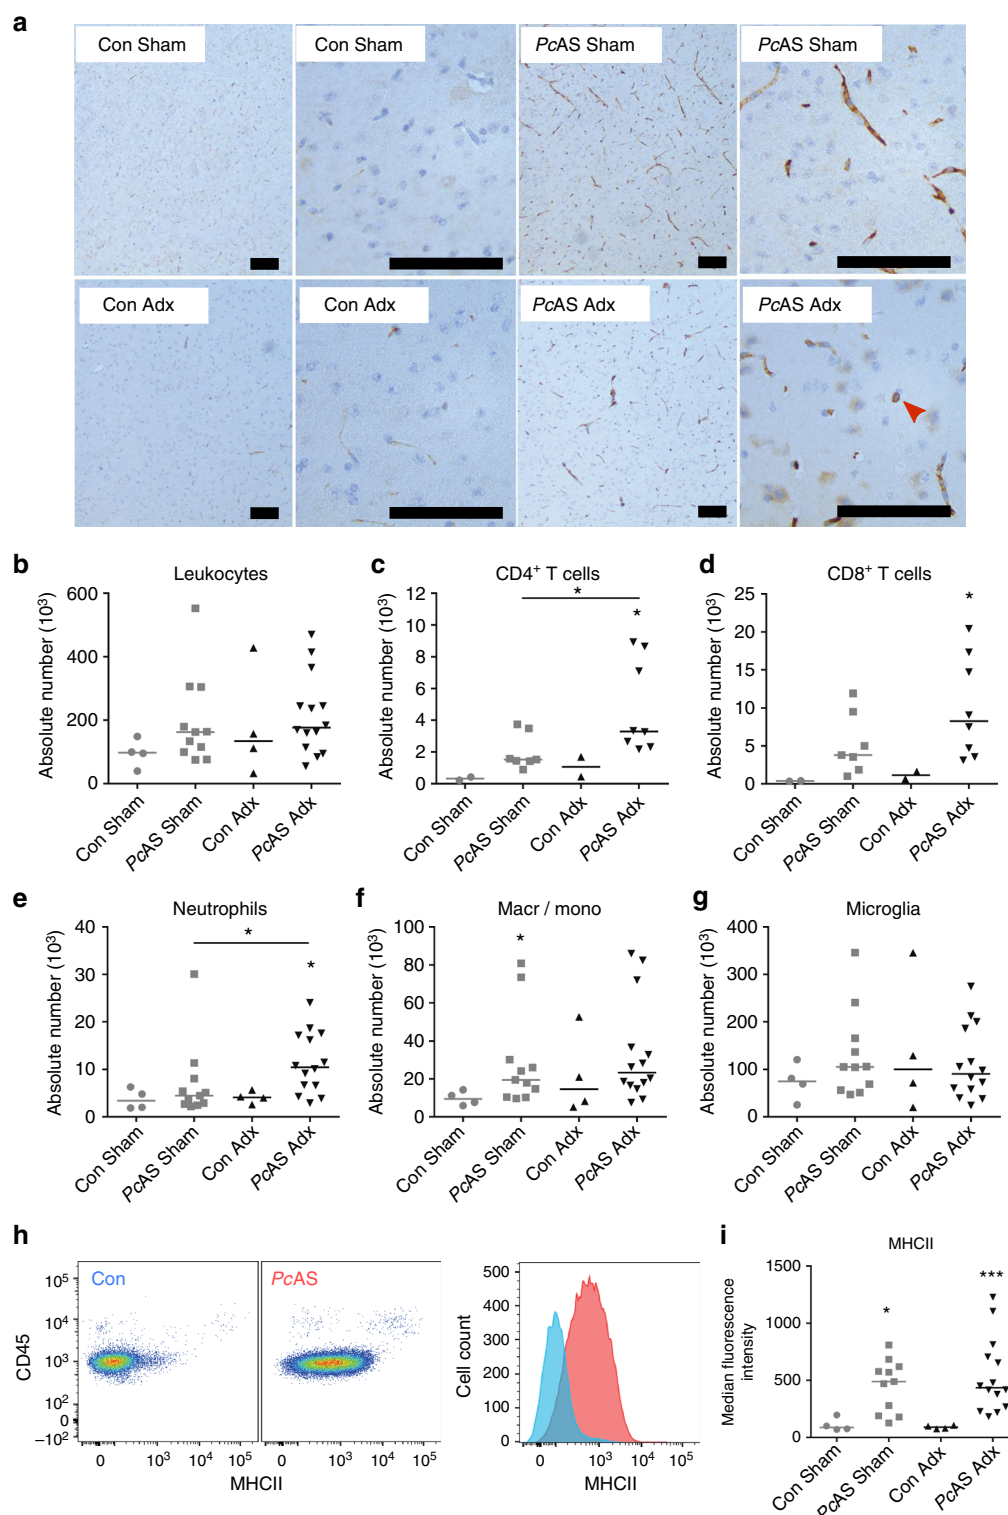 a
Con Sham
Con Sham
PcAS Sham
PcAS Sham
Con Adx
Con Adx
PcAS Adx
PcAS Adx
b
Leukocytes
Absolute number (10³)
600
400
200
0
Con Sham
PcAS Sham
Con Adx
PcAS Adx
c
CD4⁺ T cells
Absolute number (10³)
12
10
8
6
4
2
0
*
*
Con Sham
PcAS Sham
Con Adx
PcAS Adx
d
CD8⁺ T cells
Absolute number (10³)
25
20
15
10
5
0
*
Con Sham
PcAS Sham
Con Adx
PcAS Adx
e
Neutrophils
Absolute number (10³)
40
30
20
10
0
*
*
Con Sham
PcAS Sham
Con Adx
PcAS Adx
f
Macr / mono
Absolute number (10³)
100
80
60
40
20
0
*
Con Sham
PcAS Sham
Con Adx
PcAS Adx
g
Microglia
Absolute number (10³)
400
300
200
100
0
Con Sham
PcAS Sham
Con Adx
PcAS Adx
h
Con
PcAS
CD45
10⁵
10⁴
10³
10²
0
−10²
0 10³ 10⁴ 10⁵
0 10³ 10⁴ 10⁵
MHCII
Cell count
500
400
300
200
100
0
0 10³ 10⁴ 10⁵
MHCII
i
MHCII
Median fluorescence
intensity
1500
1000
500
0
*
***
Con Sham
PcAS Sham
Con Adx
PcAS Adx